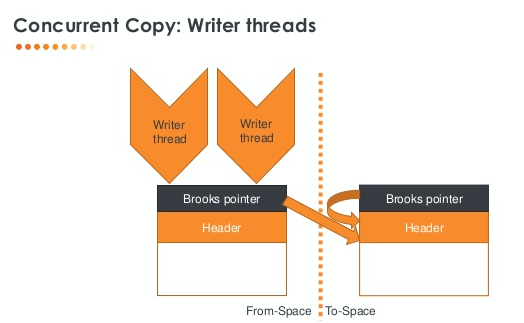 Concurrent Copy: Writer threads
Writer
thread
Writer
thread
Brooks pointer
Brooks pointer
Header
Header
From-Space
To-Space